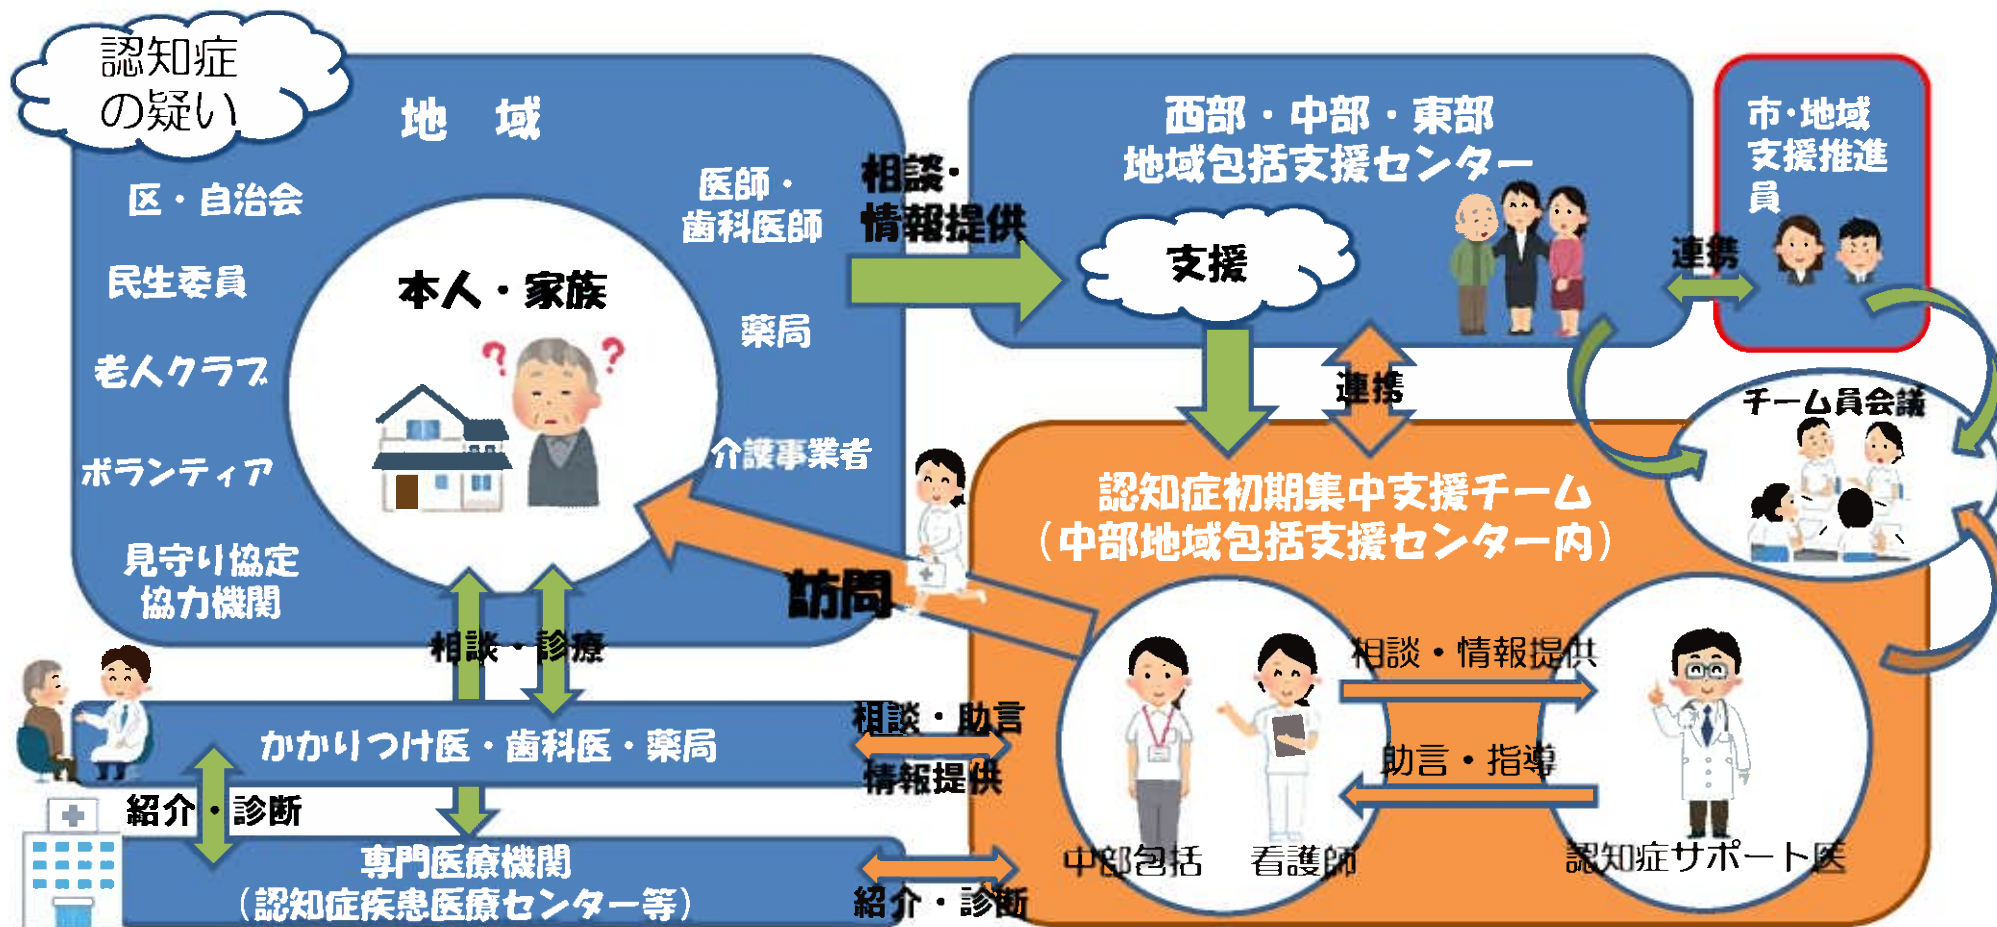 認知症
の疑い
地　域
区・自治会
民生委員
老人クラブ
ボランティア
見守り協定
協力機関
本人・家族
医師・
歯科医師
薬局
介護事業者
相談・
情報提供
西部・中部・東部
地域包括支援センター
支援
連携
市・地域
支援推進
員
連携
チーム員会議
認知症初期集中支援チーム
（中部地域包括支援センター内）
訪問
相談・診療
かかりつけ医・歯科医・薬局
相談・助言
情報提供
紹介・診断
専門医療機関
（認知症疾患医療センター等）
紹介・診断
相談・情報提供
助言・指導
中部包括
看護師
認知症サポート医